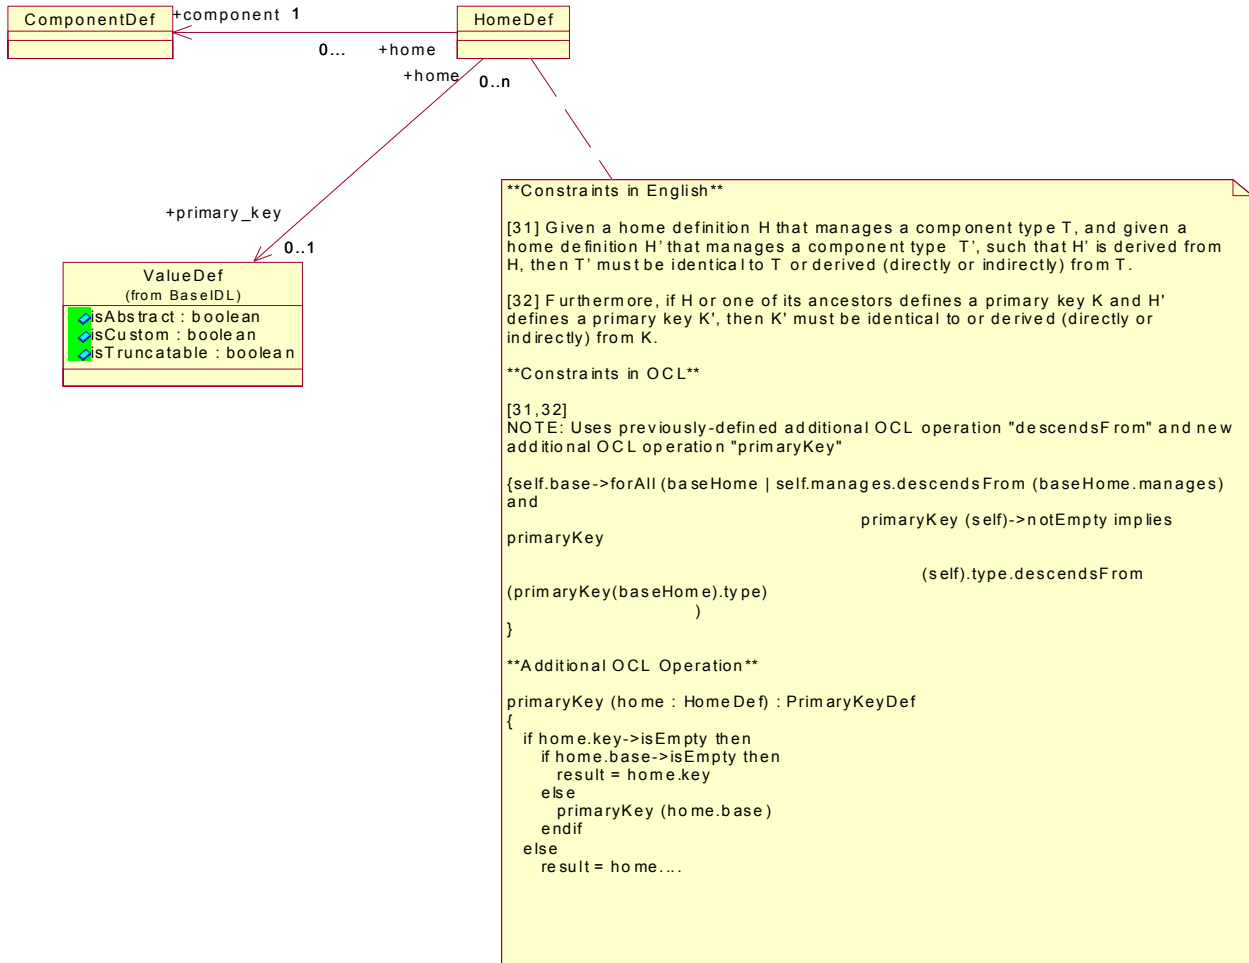 ComponentDef
+component 1
HomeDef
0... +home
+home
0..n
+primary_key
0..1
ValueDef
(from BaseIDL)
isAbstract : boolean
isCustom : boolean
isTruncatable : boolean
**Constraints in English**
[31] Given a home definition H that manages a component type T, and given a
home definition H' that manages a component type T', such that H' is derived from
H, then T' must be identical to T or derived (directly or indirectly) from T.
[32] Furthermore, if H or one of its ancestors defines a primary key K and H'
defines a primary key K', then K' must be identical to or derived (directly or
indirectly) from K.
**Constraints in OCL**
[31,32]
NOTE: Uses previously-defined additional OCL operation "descendsFrom" and new
additional OCL operation "primaryKey"
{self.base->forAll (baseHome | self.manages.descendsFrom (baseHome.manages)
and
primaryKey (self)->notEmpty implies
primaryKey
(self).type.descendsFrom
(primaryKey(baseHome).type)
)
}
**Additional OCL Operation**
primaryKey (home : HomeDef) : PrimaryKeyDef
{
if home.key->isEmpty then
if home.base->isEmpty then
result = home.key
else
primaryKey (home.base)
endif
else
result = home....